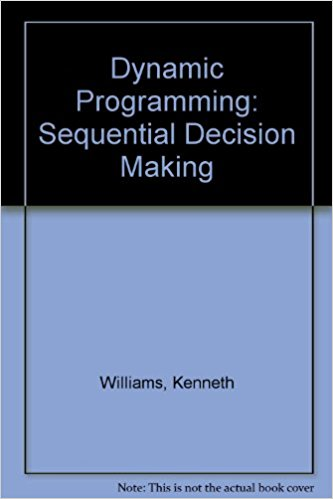 Dynamic
Programming:
Sequential Decision
Making
Williams, Kenneth
Note: This is not the actual book cover